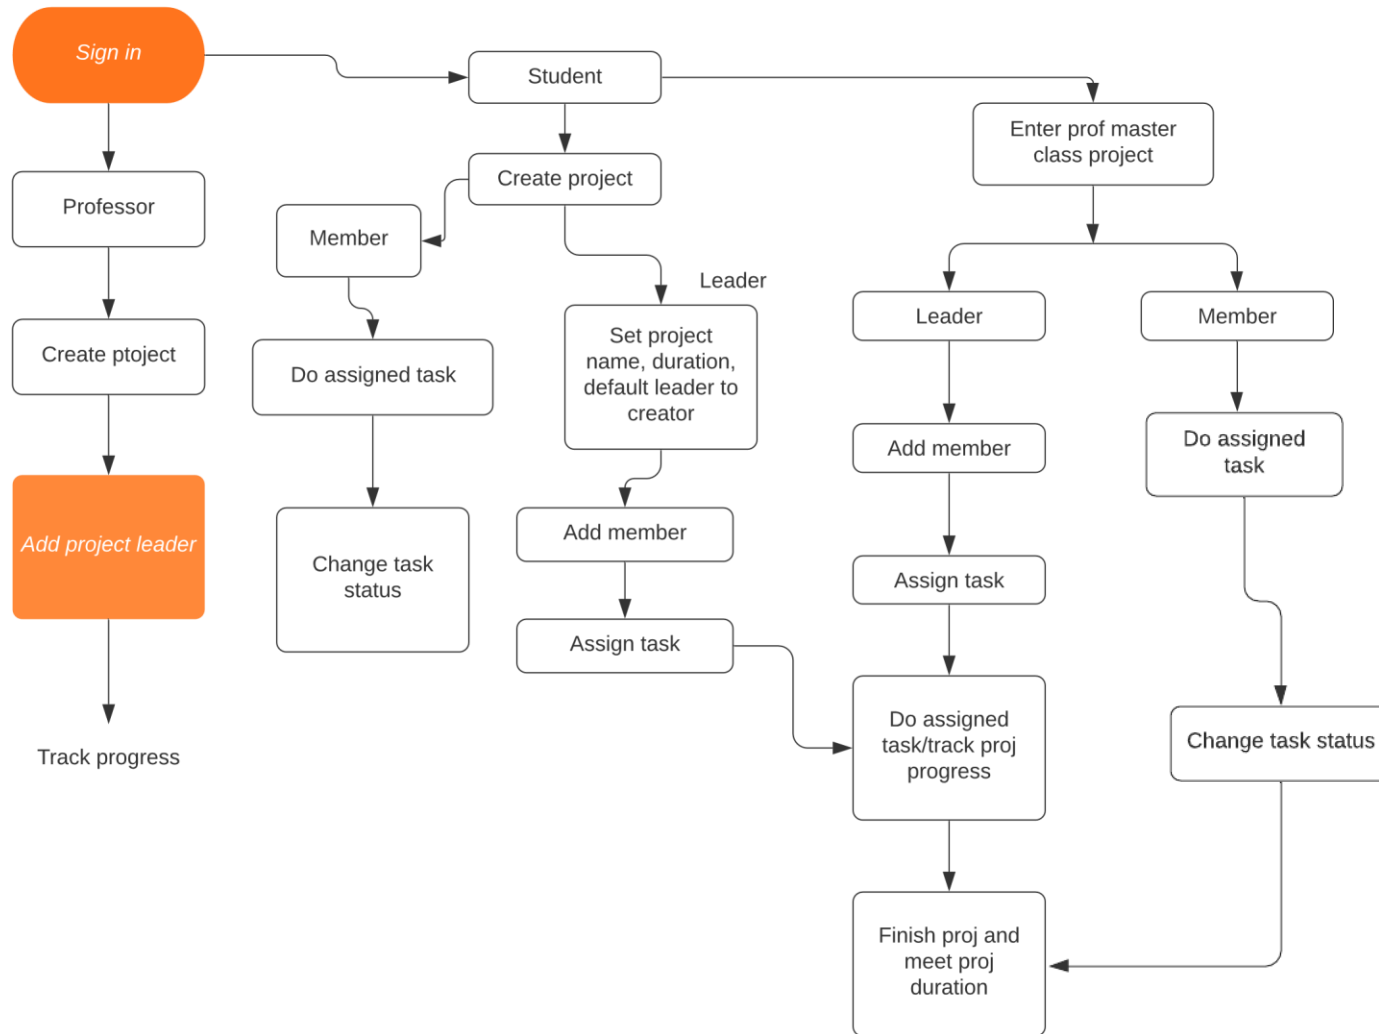 Sign in
Student
Enter prof master
class project
Professor
Create project
Member
Leader
Set project
name, duration,
default leader to
creator
Leader
Member
Create ptoject
Do assigned task
Add member
Do assigned
task
Add project leader
Change task
status
Add member
Assign task
Assign task
Do assigned
task/track proj
progress
Change task status
Track progress
Finish proj and
meet proj
duration